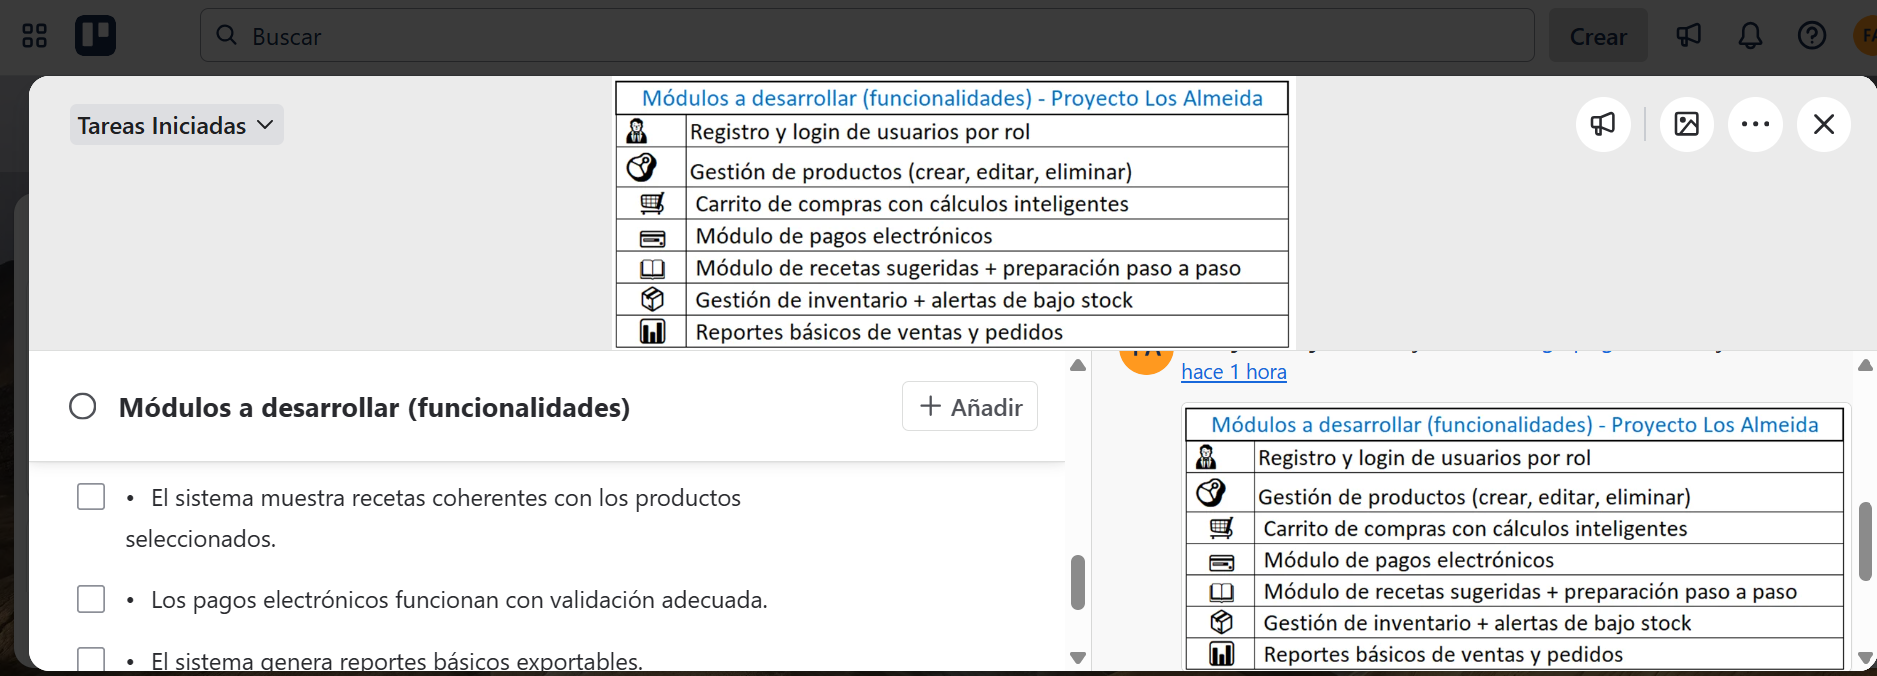 Buscar
Crear
FA
Tareas Iniciadas
Módulos a desarrollar (funcionalidades) - Proyecto Los Almeida
Registro y login de usuarios por rol
Gestión de productos (crear, editar, eliminar)
Carrito de compras con cálculos inteligentes
Módulo de pagos electrónicos
Módulo de recetas sugeridas + preparación paso a paso
Gestión de inventario + alertas de bajo stock
Reportes básicos de ventas y pedidos
Módulos a desarrollar (funcionalidades)
Añadir
• El sistema muestra recetas coherentes con los productos
seleccionados.
• Los pagos electrónicos funcionan con validación adecuada.
• El sistema genera reportes básicos exportables.
FA
hace 1 hora
Módulos a desarrollar (funcionalidades) - Proyecto Los Almeida
Registro y login de usuarios por rol
Gestión de productos (crear, editar, eliminar)
Carrito de compras con cálculos inteligentes
Módulo de pagos electrónicos
Módulo de recetas sugeridas + preparación paso a paso
Gestión de inventario + alertas de bajo stock
Reportes básicos de ventas y pedidos